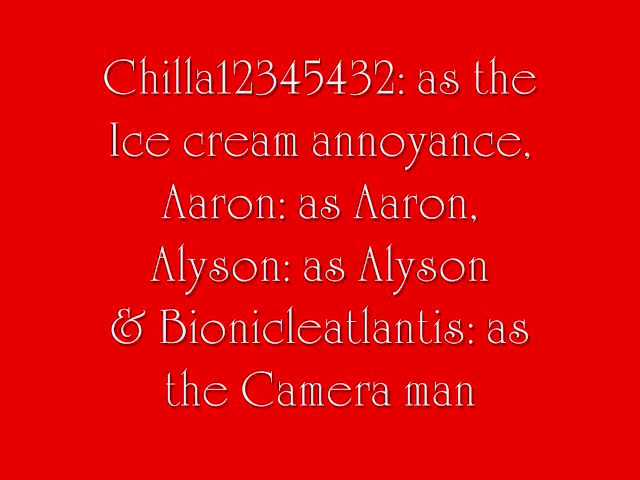 Chilla12345432: as the
Ice cream annoyance,
Aaron: as Aaron,
Alyson: as Alyson
& Bionicleatlantis: as
the Camera man